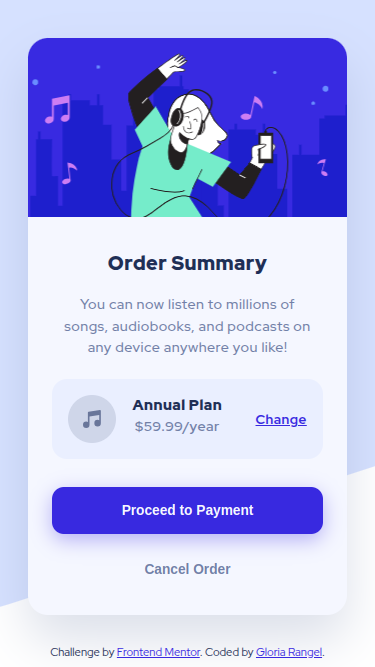 Order Summary
You can now listen to millions of
songs, audiobooks, and podcasts on
any device anywhere you like!
Annual Plan
$59.99/year
Change
Proceed to Payment
Cancel Order
Challenge by Frontend Mentor. Coded by Gloria Rangel.